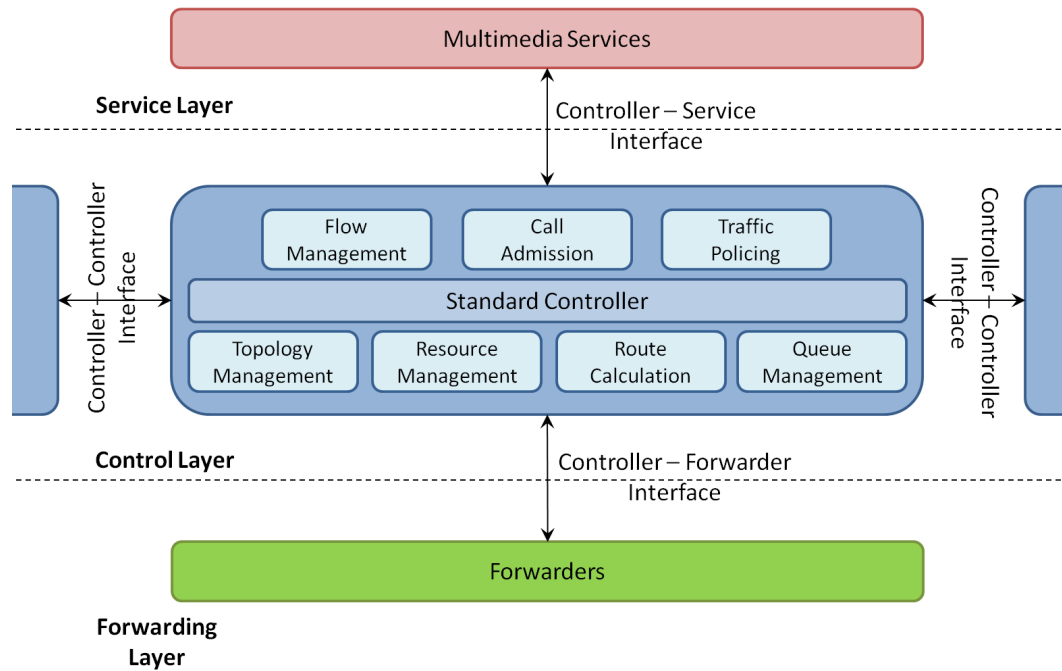 Multimedia Services
Service Layer
Controller – Service
Interface
Controller – Controller
Interface
Flow
Management
Call
Admission
Traffic
Policing
Standard Controller
Topology
Management
Resource
Management
Route
Calculation
Queue
Management
Controller – Controller
Interface
Control Layer
Controller – Forwarder
Interface
Forwarders
Forwarding
Layer